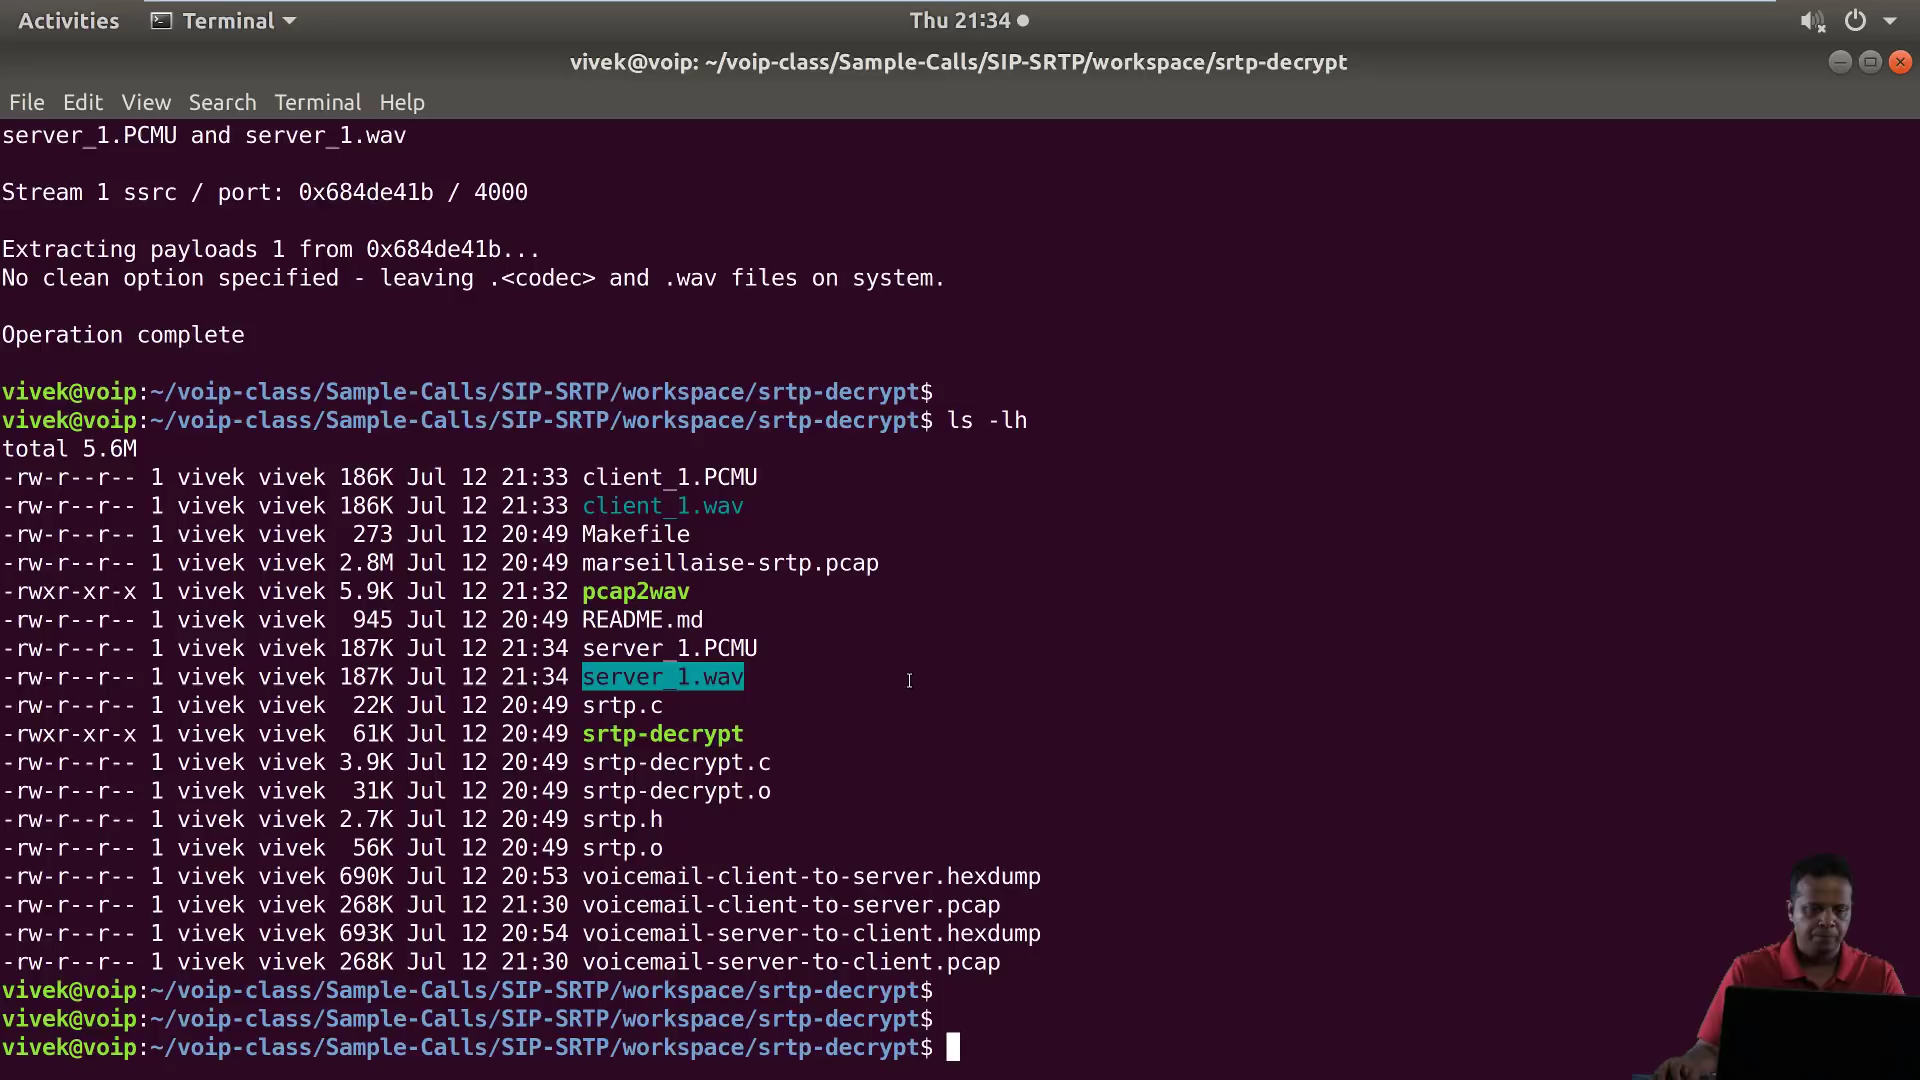 Activities Terminal Thu 21:34
vivek@voip: ~/voip-class/Sample-Calls/SIP-SRTP/workspace/srtp-decrypt
File Edit View Search Terminal Help
server_1.PCMU and server_1.wav
Stream 1 ssrc / port: 0x684de41b / 4000
Extracting payloads 1 from 0x684de41b...
No clean option specified - leaving .<codec> and .wav files on system.
Operation complete
vivek@voip:~/voip-class/Sample-Calls/SIP-SRTP/workspace/srtp-decrypt$
vivek@voip:~/voip-class/Sample-Calls/SIP-SRTP/workspace/srtp-decrypt$ ls -lh
total 5.6M
-rw-r--r-- 1 vivek vivek 186K Jul 12 21:33 client_1.PCMU
-rw-r--r-- 1 vivek vivek 186K Jul 12 21:33 client_1.wav
-rw-r--r-- 1 vivek vivek  273 Jul 12 20:49 Makefile
-rw-r--r-- 1 vivek vivek 2.8M Jul 12 20:49 marseillaise-srtp.pcap
-rwxr-xr-x 1 vivek vivek 5.9K Jul 12 21:32 pcap2wav
-rw-r--r-- 1 vivek vivek  945 Jul 12 20:49 README.md
-rw-r--r-- 1 vivek vivek 187K Jul 12 21:34 server_1.PCMU
-rw-r--r-- 1 vivek vivek 187K Jul 12 21:34 server_1.wav
-rw-r--r-- 1 vivek vivek  22K Jul 12 20:49 srtp.c
-rwxr-xr-x 1 vivek vivek  61K Jul 12 20:49 srtp-decrypt
-rw-r--r-- 1 vivek vivek 3.9K Jul 12 20:49 srtp-decrypt.c
-rw-r--r-- 1 vivek vivek  31K Jul 12 20:49 srtp-decrypt.o
-rw-r--r-- 1 vivek vivek 2.7K Jul 12 20:49 srtp.h
-rw-r--r-- 1 vivek vivek  56K Jul 12 20:49 srtp.o
-rw-r--r-- 1 vivek vivek 690K Jul 12 20:53 voicemail-client-to-server.hexdump
-rw-r--r-- 1 vivek vivek 268K Jul 12 21:30 voicemail-client-to-server.pcap
-rw-r--r-- 1 vivek vivek 693K Jul 12 20:54 voicemail-server-to-client.hexdump
-rw-r--r-- 1 vivek vivek 268K Jul 12 21:30 voicemail-server-to-client.pcap
vivek@voip:~/voip-class/Sample-Calls/SIP-SRTP/workspace/srtp-decrypt$
vivek@voip:~/voip-class/Sample-Calls/SIP-SRTP/workspace/srtp-decrypt$
vivek@voip:~/voip-class/Sample-Calls/SIP-SRTP/workspace/srtp-decrypt$